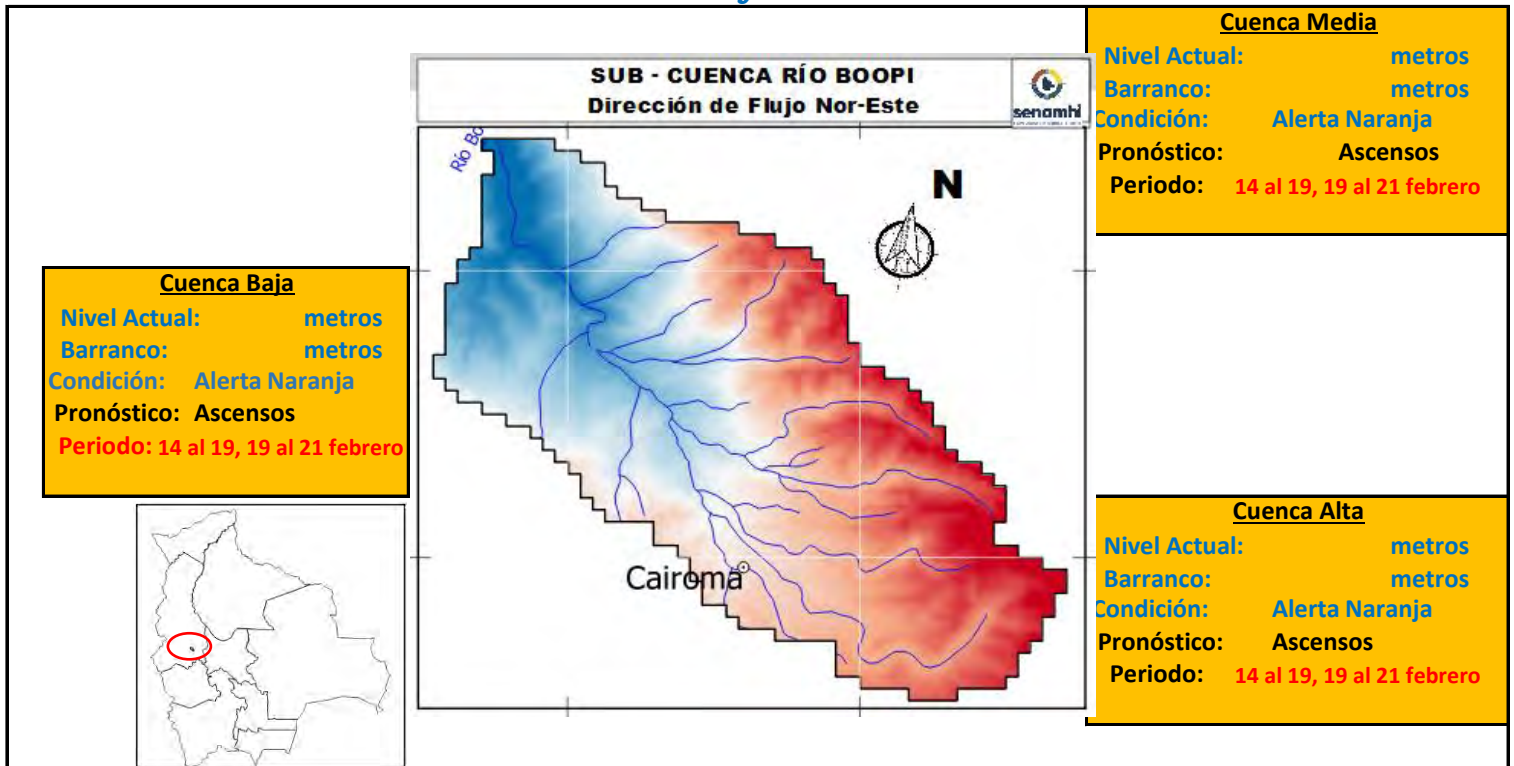 SUB - CUENCA RÍO BOOPI
Dirección de Flujo Nor-Este
senamhi
Río Bo
N
Cairoma
Cuenca Media
Nivel Actual: metros
Barranco: metros
Condición: Alerta Naranja
Pronóstico: Ascensos
Periodo: 14 al 19, 19 al 21 febrero
Cuenca Baja
Nivel Actual: metros
Barranco: metros
Condición: Alerta Naranja
Pronóstico: Ascensos
Periodo: 14 al 19, 19 al 21 febrero
Cuenca Alta
Nivel Actual: metros
Barranco: metros
Condición: Alerta Naranja
Pronóstico: Ascensos
Periodo: 14 al 19, 19 al 21 febrero